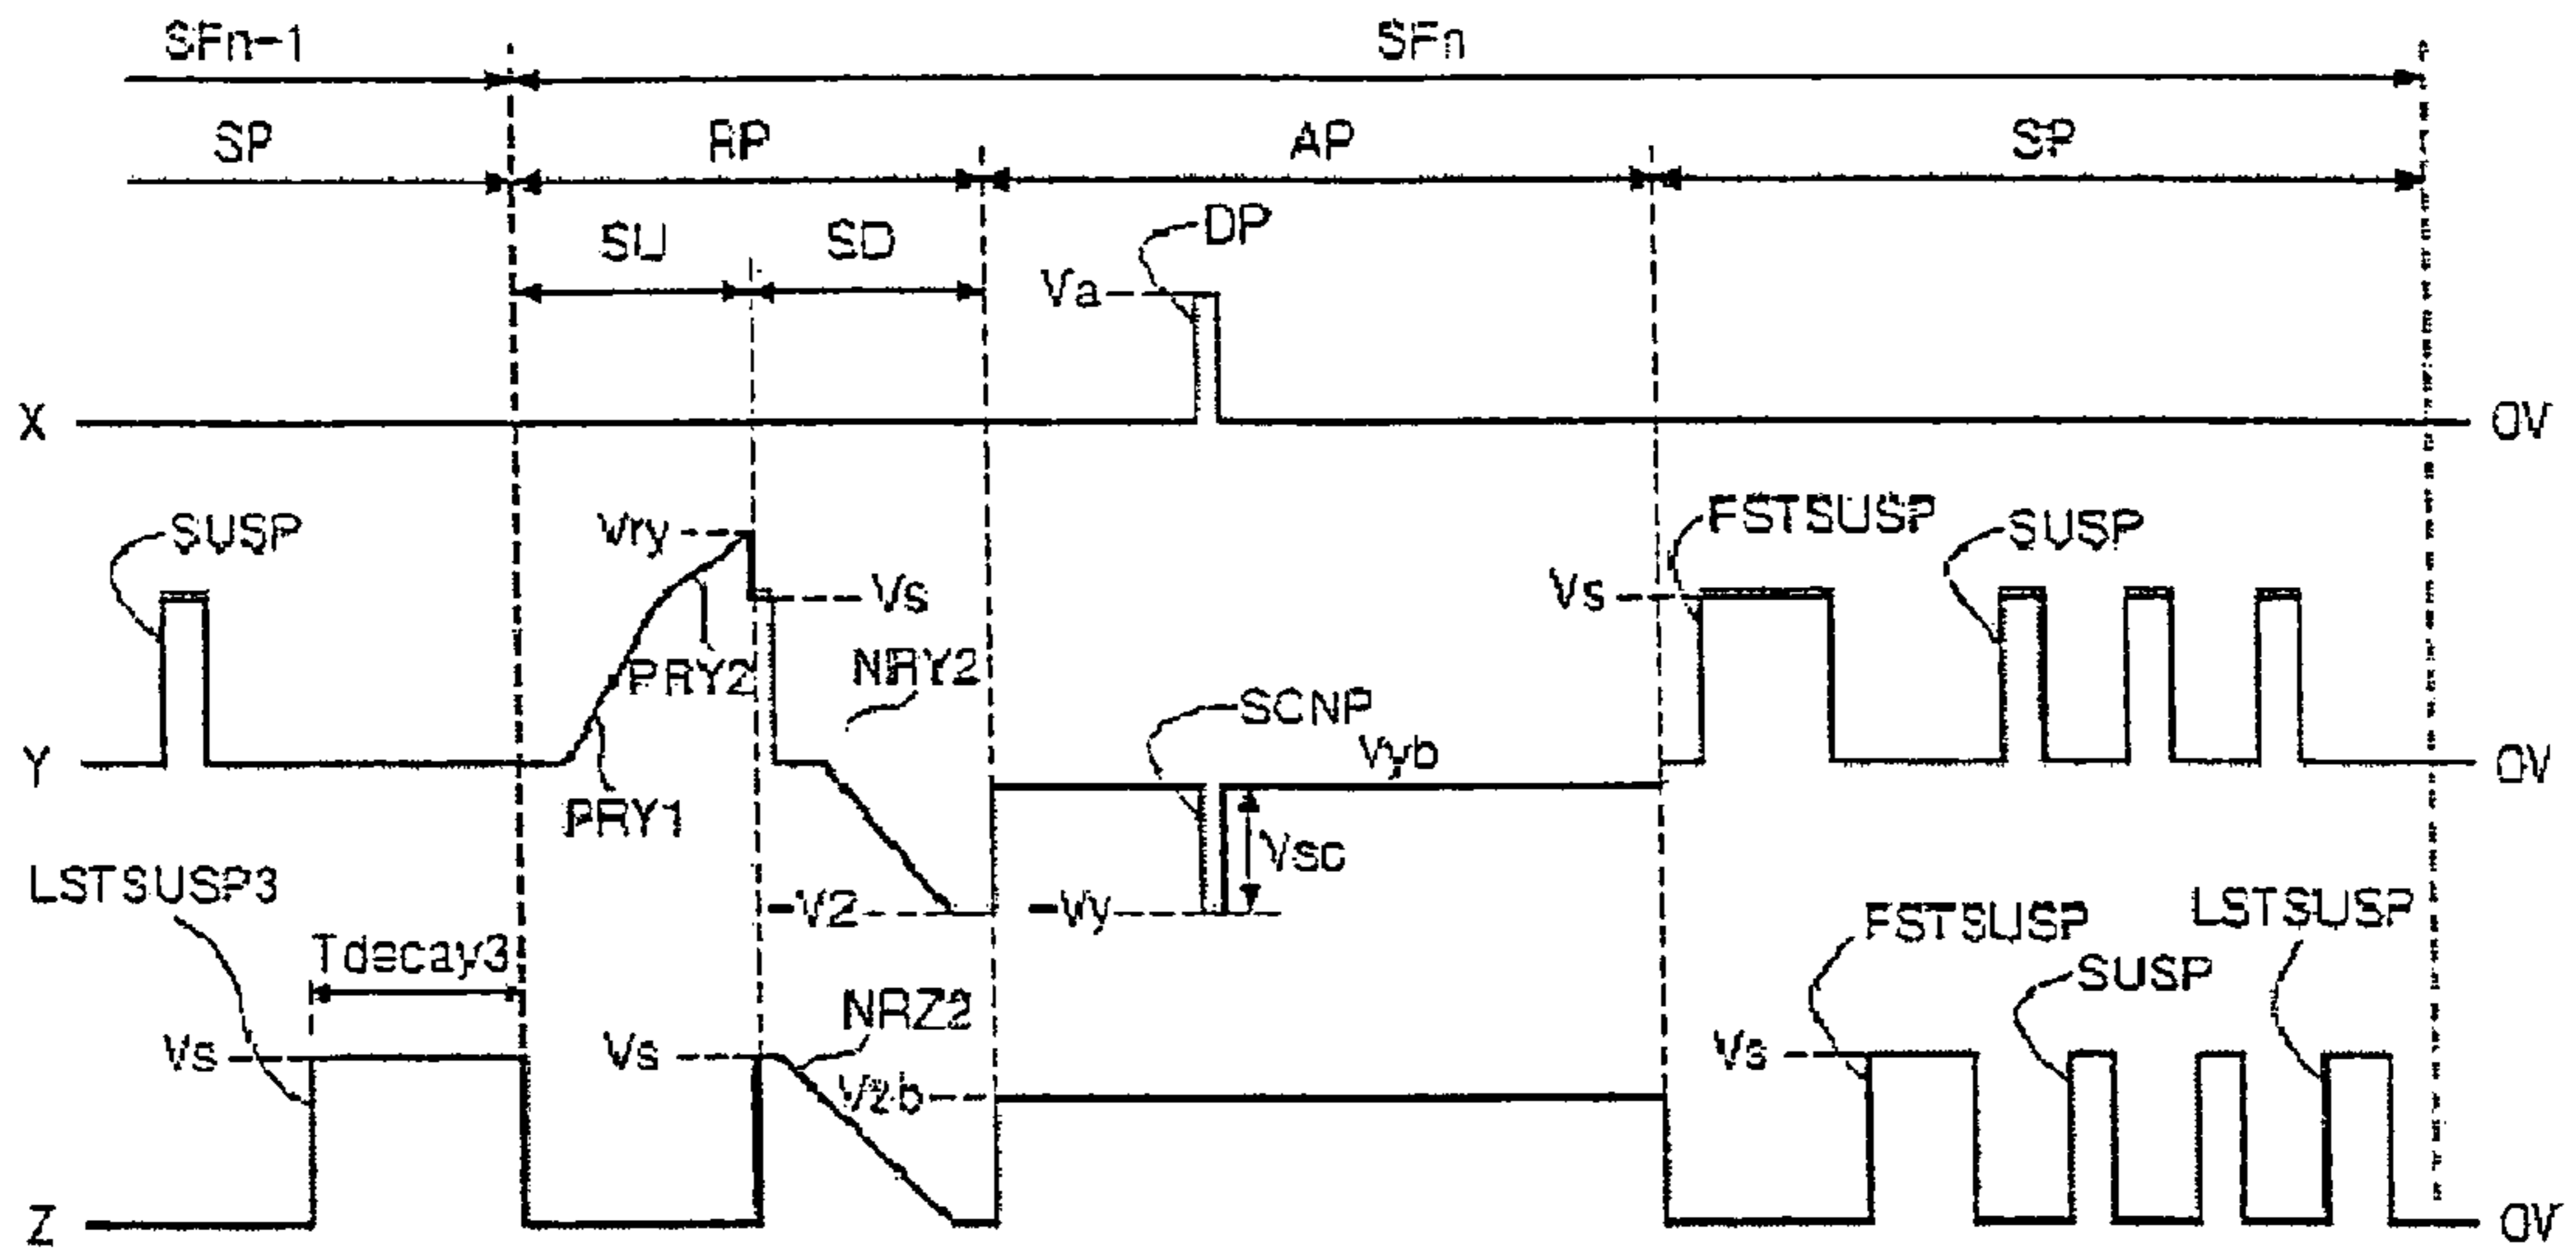 SFn-1 SFn
SP RP AP SP
SU SD DP
Va
X 0V
SUSP Vry FSTSUSP SUSP
Vs Vs
PRY2 NRY2
SCNP
Vyb
Y 0V
PRY1
Vsc
LSTSUSP3 -V2 -Vy
FSTSUSP LSTSUSP
Tdecay3 SUSP
NRZ2
Vs Vs Vs
Vzb
Z 0V